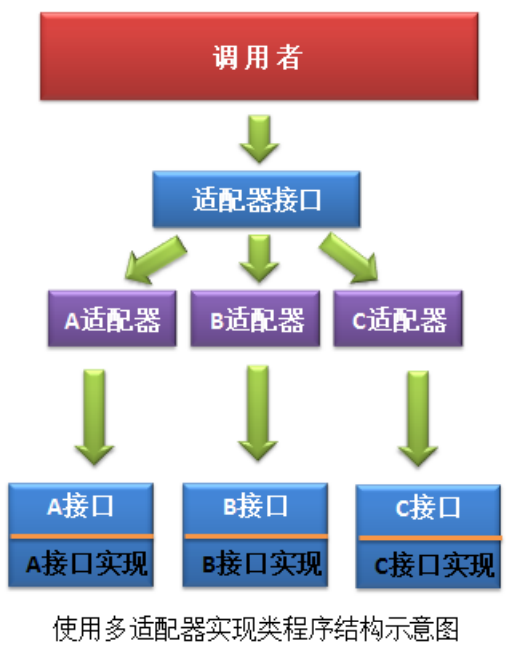 调用者
适配器接口
A适配器 B适配器 C适配器
A接口 B接口 C接口
A接口实现 B接口实现 C接口实现
使用多适配器实现类程序结构示意图